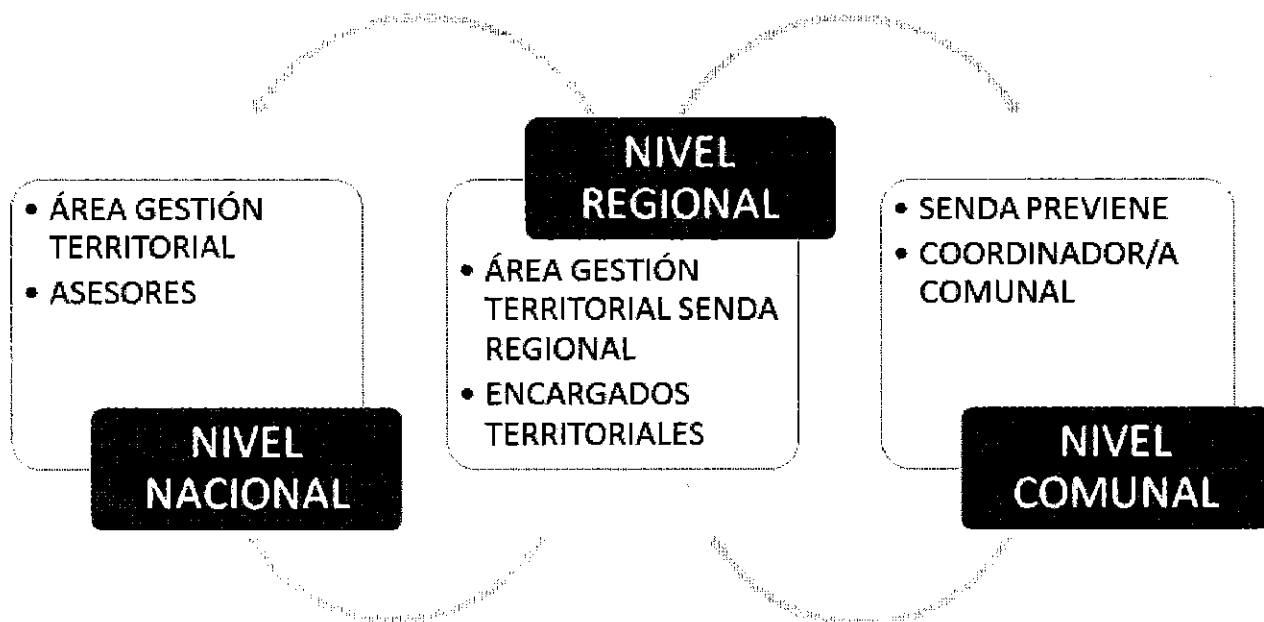 • ÁREA GESTIÓN
TERRITORIAL
• ASESORES
NIVEL
NACIONAL
NIVEL
REGIONAL
• ÁREA GESTIÓN
TERRITORIAL SENDA
REGIONAL
• ENCARGADOS
TERRITORIALES
• SENDA PREVIENE
• COORDINADOR/A
COMUNAL
NIVEL
COMUNAL